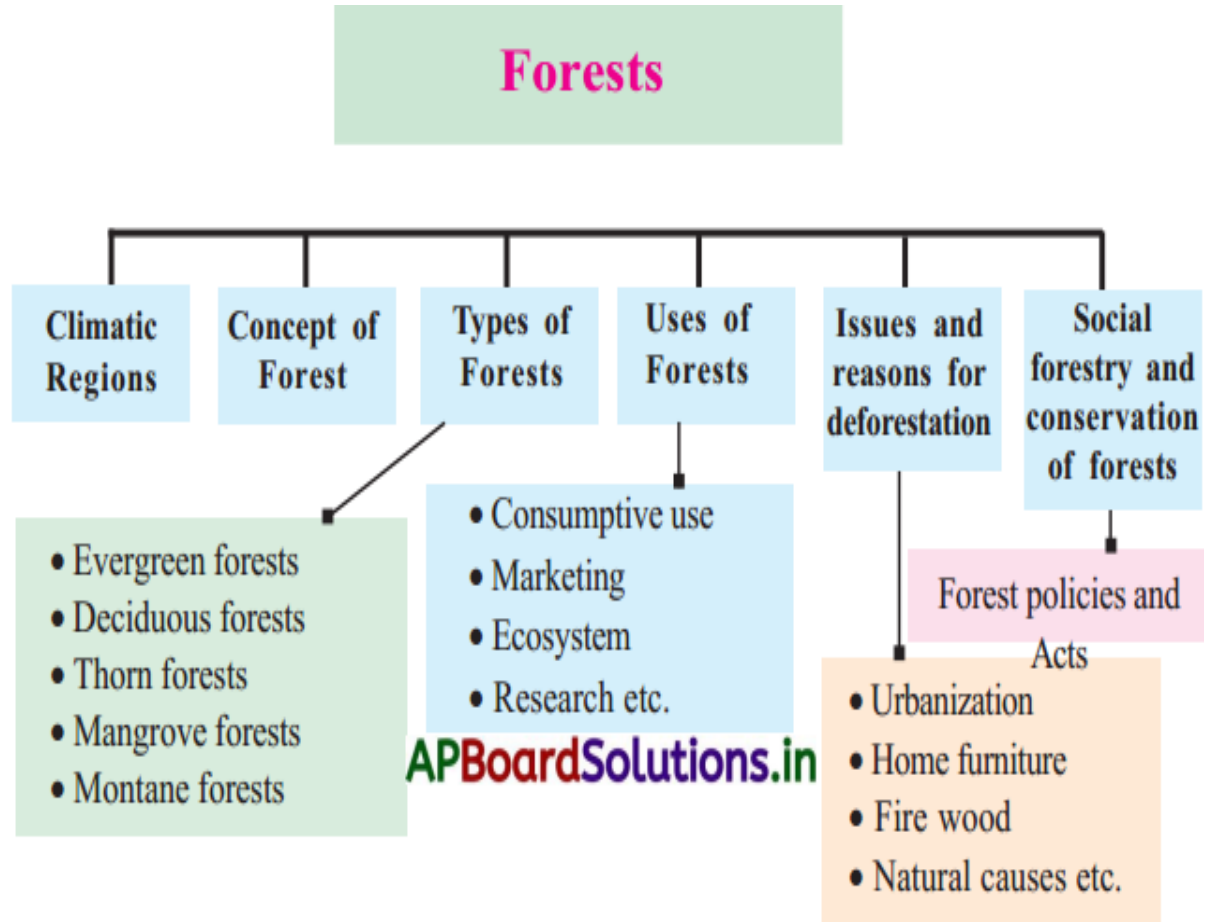 Forests
Climatic
Regions
Concept of
Forest
Types of
Forests
Uses of
Forests
Issues and
reasons for
deforestation
Social
forestry and
conservation
of forests
• Evergreen forests
• Deciduous forests
• Thorn forests
• Mangrove forests
• Montane forests
• Consumptive use
• Marketing
• Ecosystem
• Research etc.
APBoardSolutions.in
Forest policies and
Acts
• Urbanization
• Home furniture
• Fire wood
• Natural causes etc.